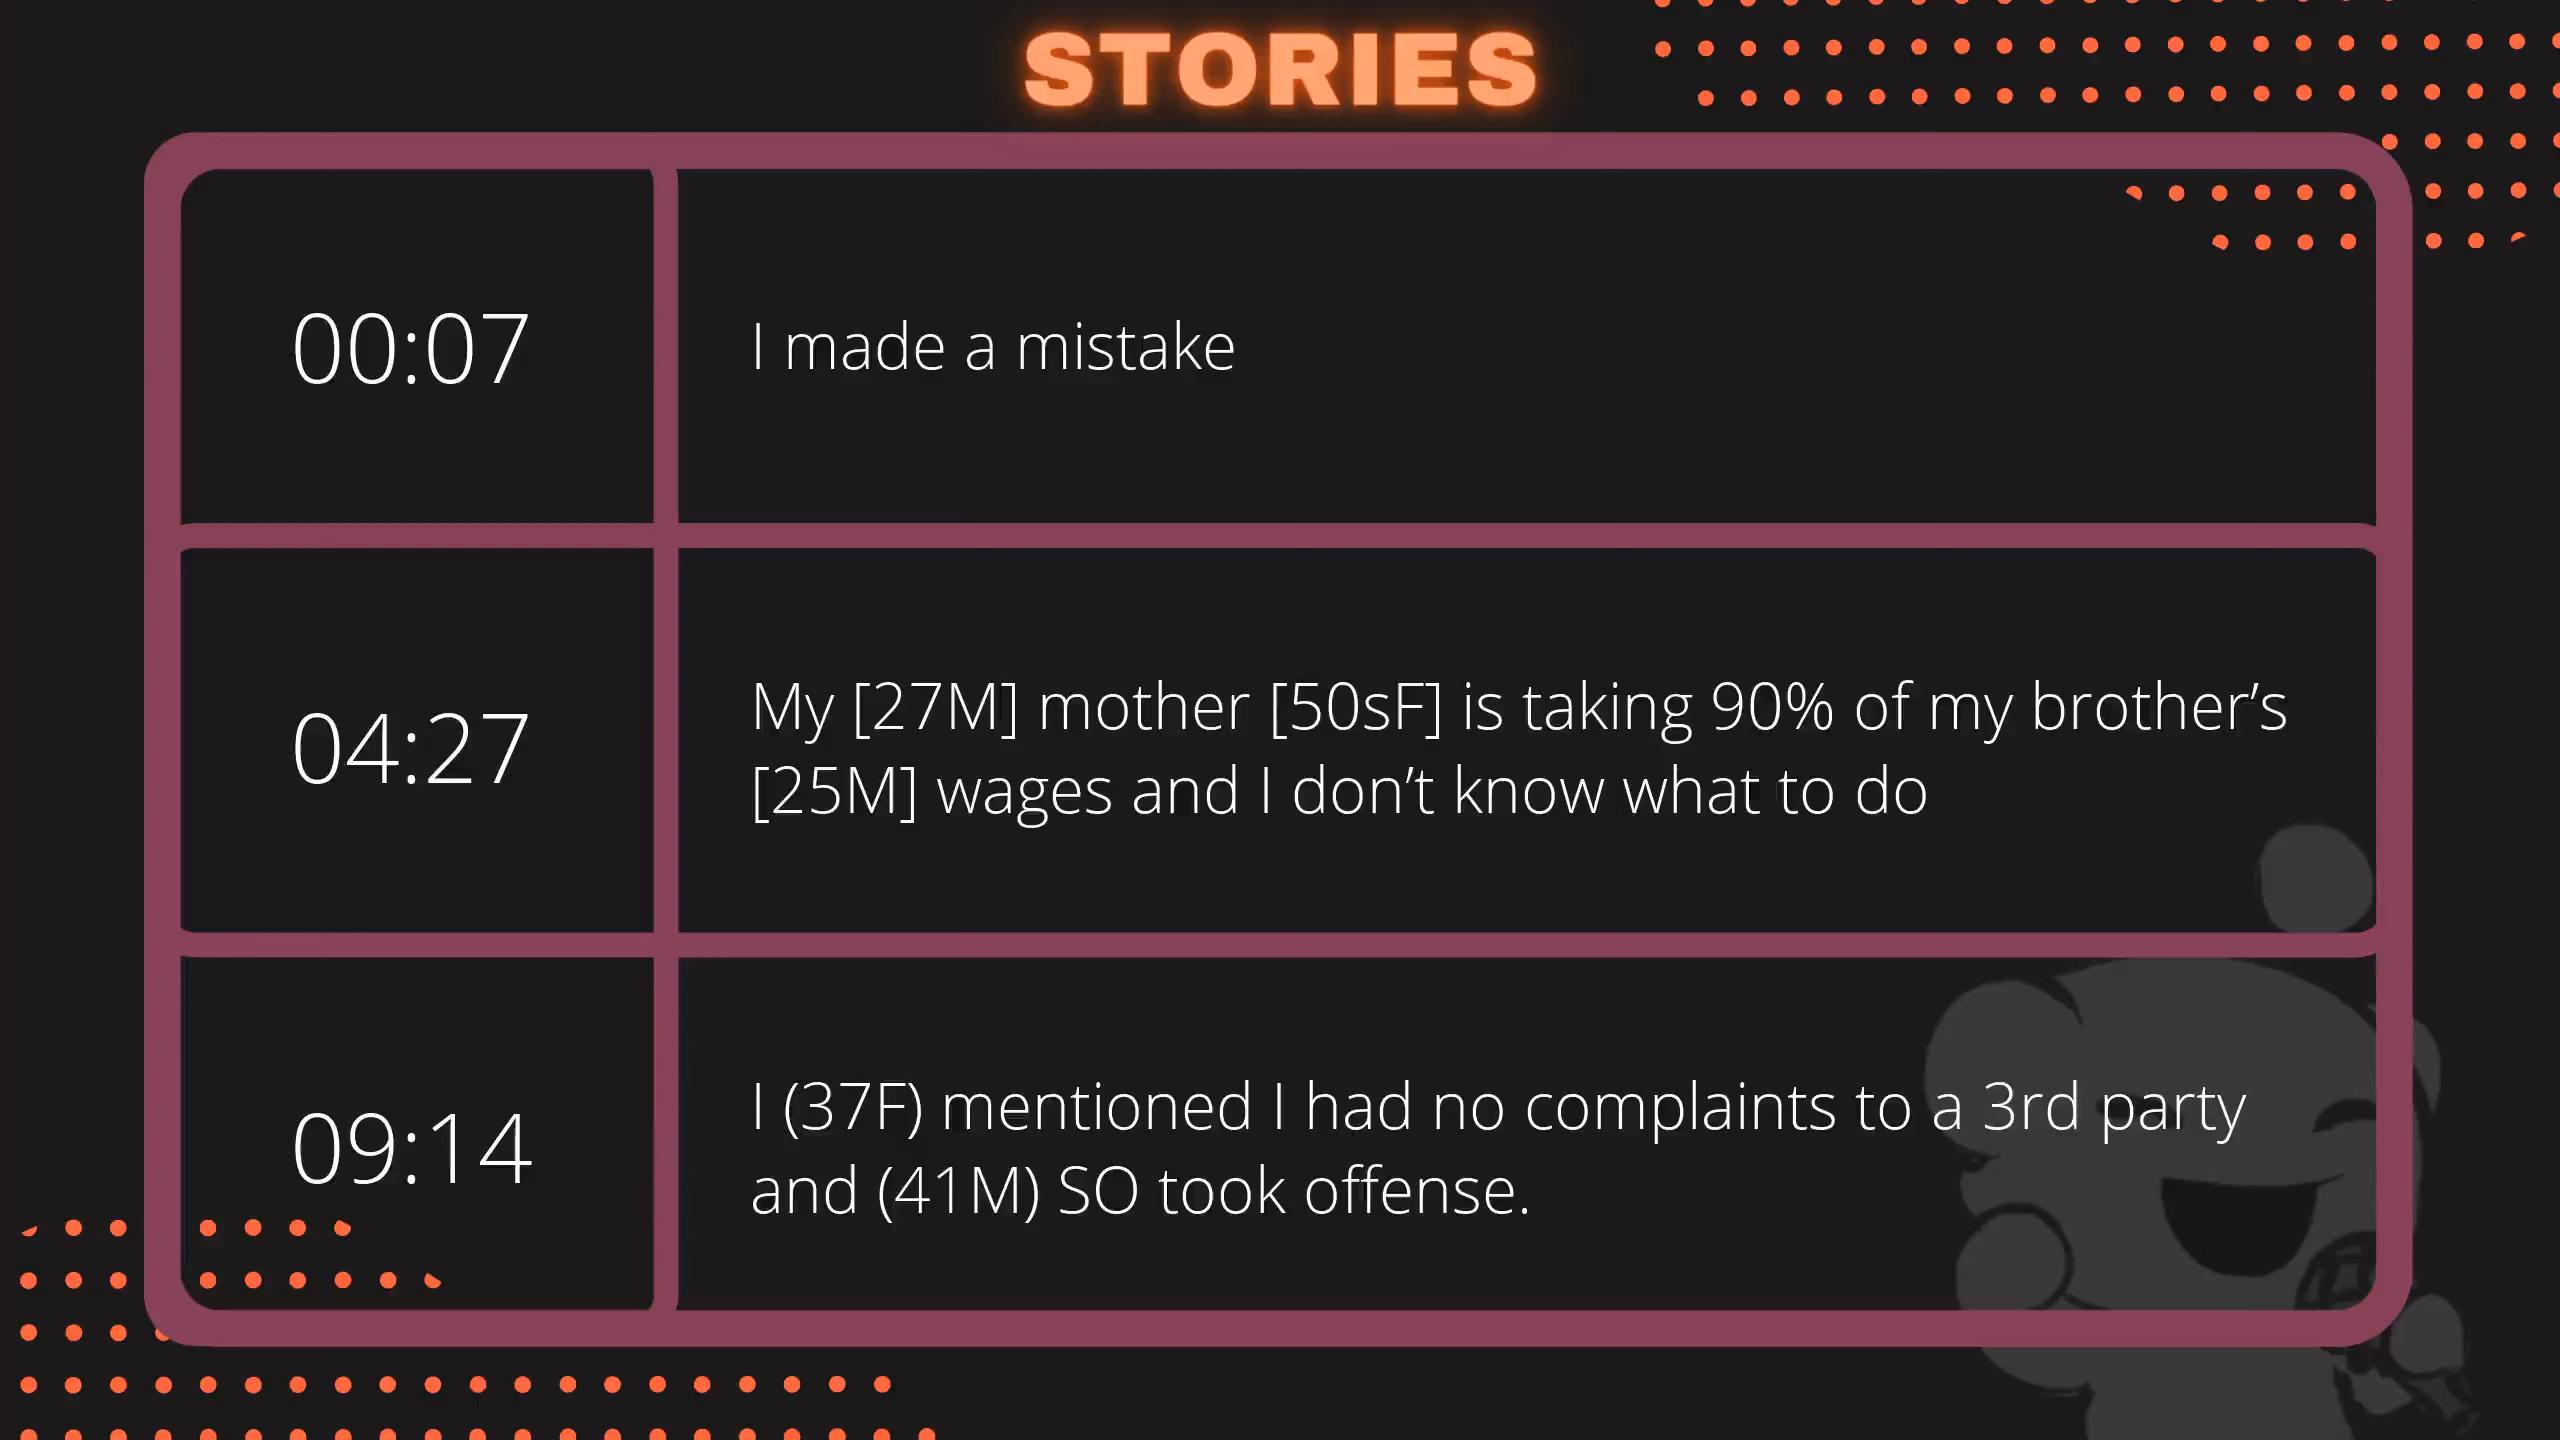 STORIES
00:07
I made a mistake
04:27
My [27M] mother [50sF] is taking 90% of my brother’s
[25M] wages and I don’t know what to do
09:14
I (37F) mentioned I had no complaints to a 3rd party
and (41M) SO took offense.